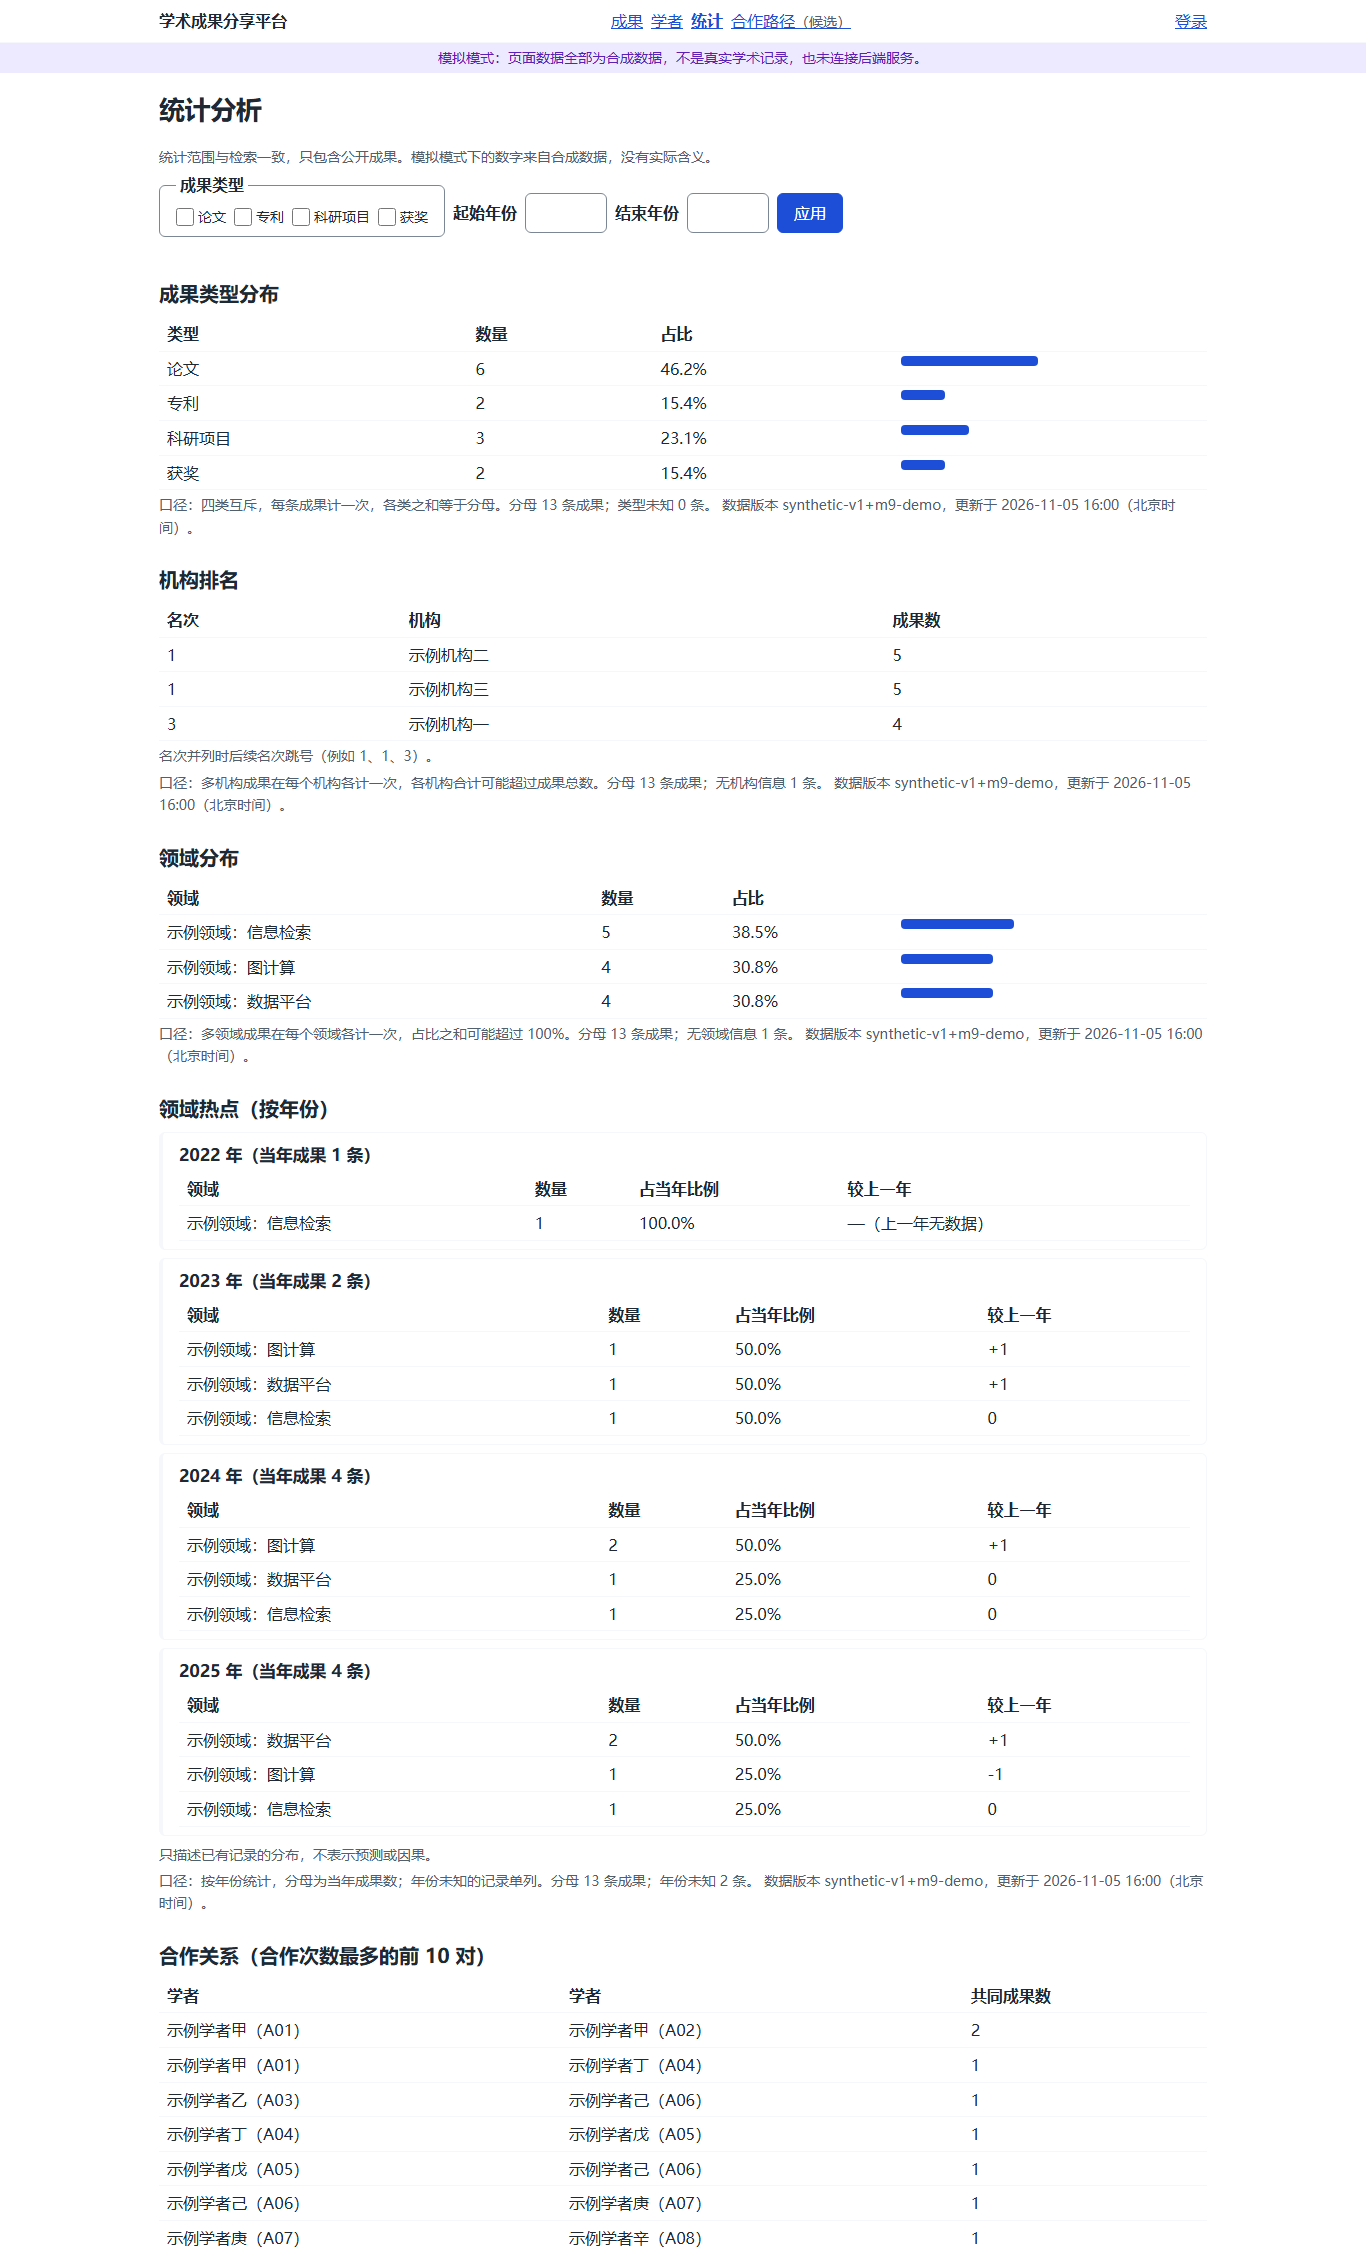 学术成果分享平台 成果 学者 统计 合作路径（候选） 登录
模拟模式：页面数据全部为合成数据，不是真实学术记录，也未连接后端服务。
统计分析
统计范围与检索一致，只包含公开成果。模拟模式下的数字来自合成数据，没有实际含义。
成果类型
论文 专利 科研项目 获奖 起始年份 结束年份 应用
成果类型分布
类型 数量 占比
论文 6 46.2%
专利 2 15.4%
科研项目 3 23.1%
获奖 2 15.4%
口径：四类互斥，每条成果计一次，各类之和等于分母。分母 13 条成果；类型未知 0 条。 数据版本 synthetic-v1+m9-demo，更新于 2026-11-05 16:00（北京时
间）。
机构排名
名次 机构 成果数
1 示例机构二 5
1 示例机构三 5
3 示例机构一 4
名次并列时后续名次跳号（例如 1、1、3）。
口径：多机构成果在每个机构各计一次，各机构合计可能超过成果总数。分母 13 条成果；无机构信息 1 条。 数据版本 synthetic-v1+m9-demo，更新于 2026-11-05
16:00（北京时间）。
领域分布
领域 数量 占比
示例领域：信息检索 5 38.5%
示例领域：图计算 4 30.8%
示例领域：数据平台 4 30.8%
口径：多领域成果在每个领域各计一次，占比之和可能超过 100%。分母 13 条成果；无领域信息 1 条。 数据版本 synthetic-v1+m9-demo，更新于 2026-11-05 16:00
（北京时间）。
领域热点（按年份）
2022 年（当年成果 1 条）
领域 数量 占当年比例 较上一年
示例领域：信息检索 1 100.0% —（上一年无数据）
2023 年（当年成果 2 条）
领域 数量 占当年比例 较上一年
示例领域：图计算 1 50.0% +1
示例领域：数据平台 1 50.0% +1
示例领域：信息检索 1 50.0% 0
2024 年（当年成果 4 条）
领域 数量 占当年比例 较上一年
示例领域：图计算 2 50.0% +1
示例领域：数据平台 1 25.0% 0
示例领域：信息检索 1 25.0% 0
2025 年（当年成果 4 条）
领域 数量 占当年比例 较上一年
示例领域：数据平台 2 50.0% +1
示例领域：图计算 1 25.0% -1
示例领域：信息检索 1 25.0% 0
只描述已有记录的分布，不表示预测或因果。
口径：按年份统计，分母为当年成果数；年份未知的记录单列。分母 13 条成果；年份未知 2 条。 数据版本 synthetic-v1+m9-demo，更新于 2026-11-05 16:00（北京
时间）。
合作关系（合作次数最多的前 10 对）
学者 学者 共同成果数
示例学者甲（A01） 示例学者甲（A02） 2
示例学者甲（A01） 示例学者丁（A04） 1
示例学者乙（A03） 示例学者己（A06） 1
示例学者丁（A04） 示例学者戊（A05） 1
示例学者戊（A05） 示例学者己（A06） 1
示例学者己（A06） 示例学者庚（A07） 1
示例学者庚（A07） 示例学者辛（A08） 1